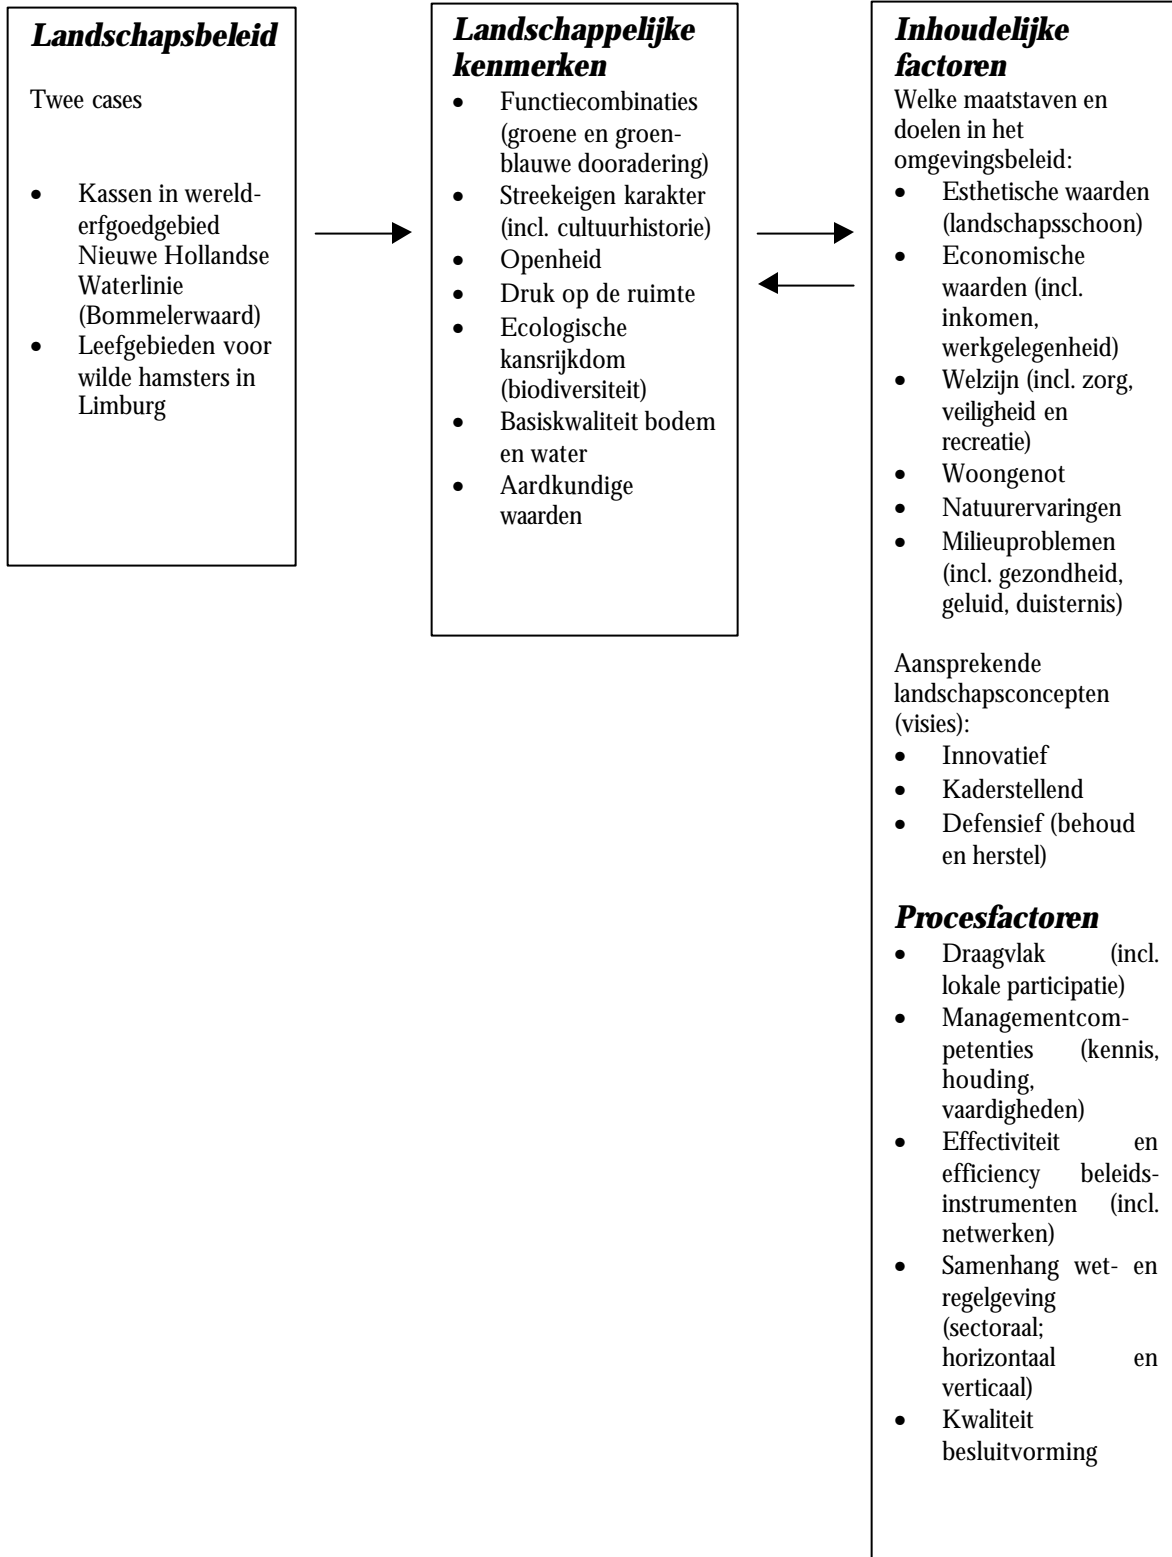 Landschapsbeleid
Twee cases
• Kassen in wereld-
erfgoedgebied
Nieuwe Hollandse
Waterlinie
(Bommelerwaard)
• Leefgebieden voor
wilde hamsters in
Limburg
Landschappelijke
kenmerken
• Functiecombinaties
(groene en groen-
blauwe dooradering)
• Streekeigen karakter
(incl. cultuurhistorie)
• Openheid
• Druk op de ruimte
• Ecologische
kansrijkdom
(biodiversiteit)
• Basiskwaliteit bodem
en water
• Aardkundige
waarden
Inhoudelijke
factoren
Welke maatstaven en
doelen in het
omgevingsbeleid:
• Esthetische waarden
(landschapsschoon)
• Economische
waarden (incl.
inkomen,
werkgelegenheid)
• Welzijn (incl. zorg,
veiligheid en
recreatie)
• Woongenot
• Natuurervaringen
• Milieuproblemen
(incl. gezondheid,
geluid, duisternis)
Aansprekende
landschapsconcepten
(visies):
• Innovatief
• Kaderstellend
• Defensief (behoud
en herstel)
Procesfactoren
• Draagvlak (incl.
lokale participatie)
• Managementcom-
petenties (kennis,
houding,
vaardigheden)
• Effectiviteit en
efficiency beleids-
instrumenten (incl.
netwerken)
• Samenhang wet- en
regelgeving
(sectoraal;
horizontaal en
verticaal)
• Kwaliteit
besluitvorming